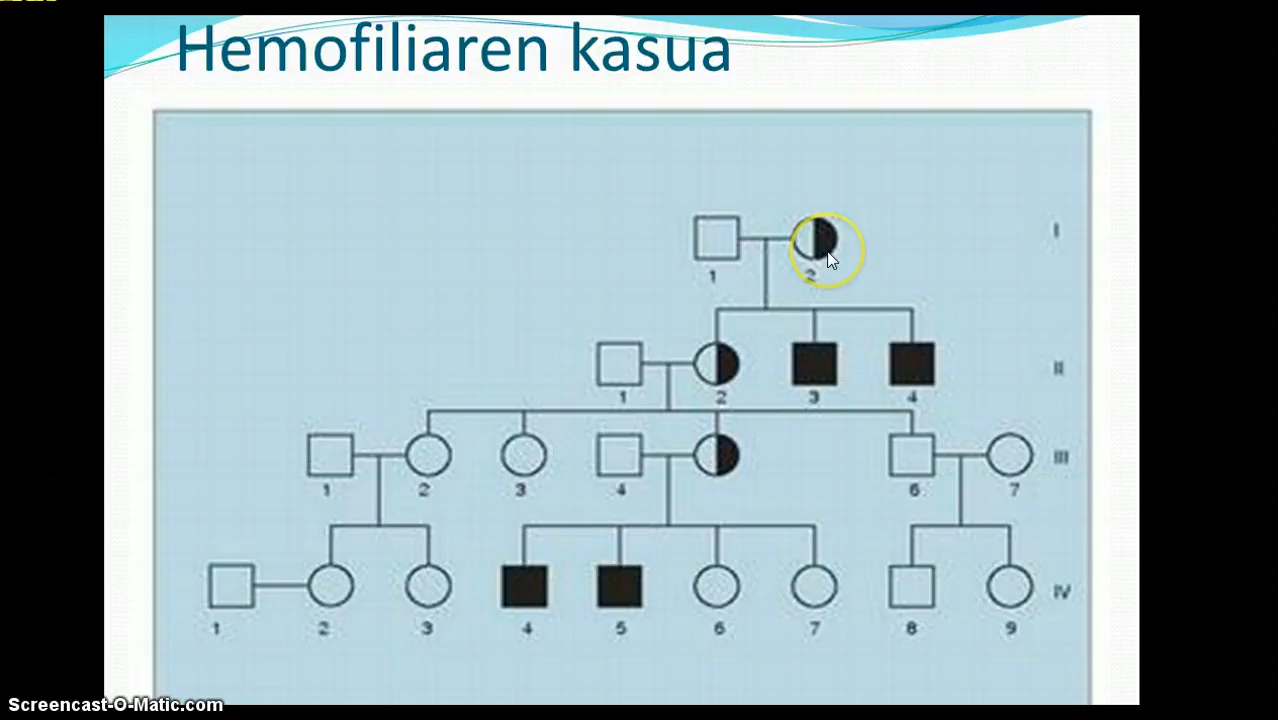 Hemofiliaren kasua
I
1 2
II
1 2 3 4
III
1 2 3 4 6 7
IV
1 2 3 4 5 6 7 8 9
Screencast-O-Matic.com